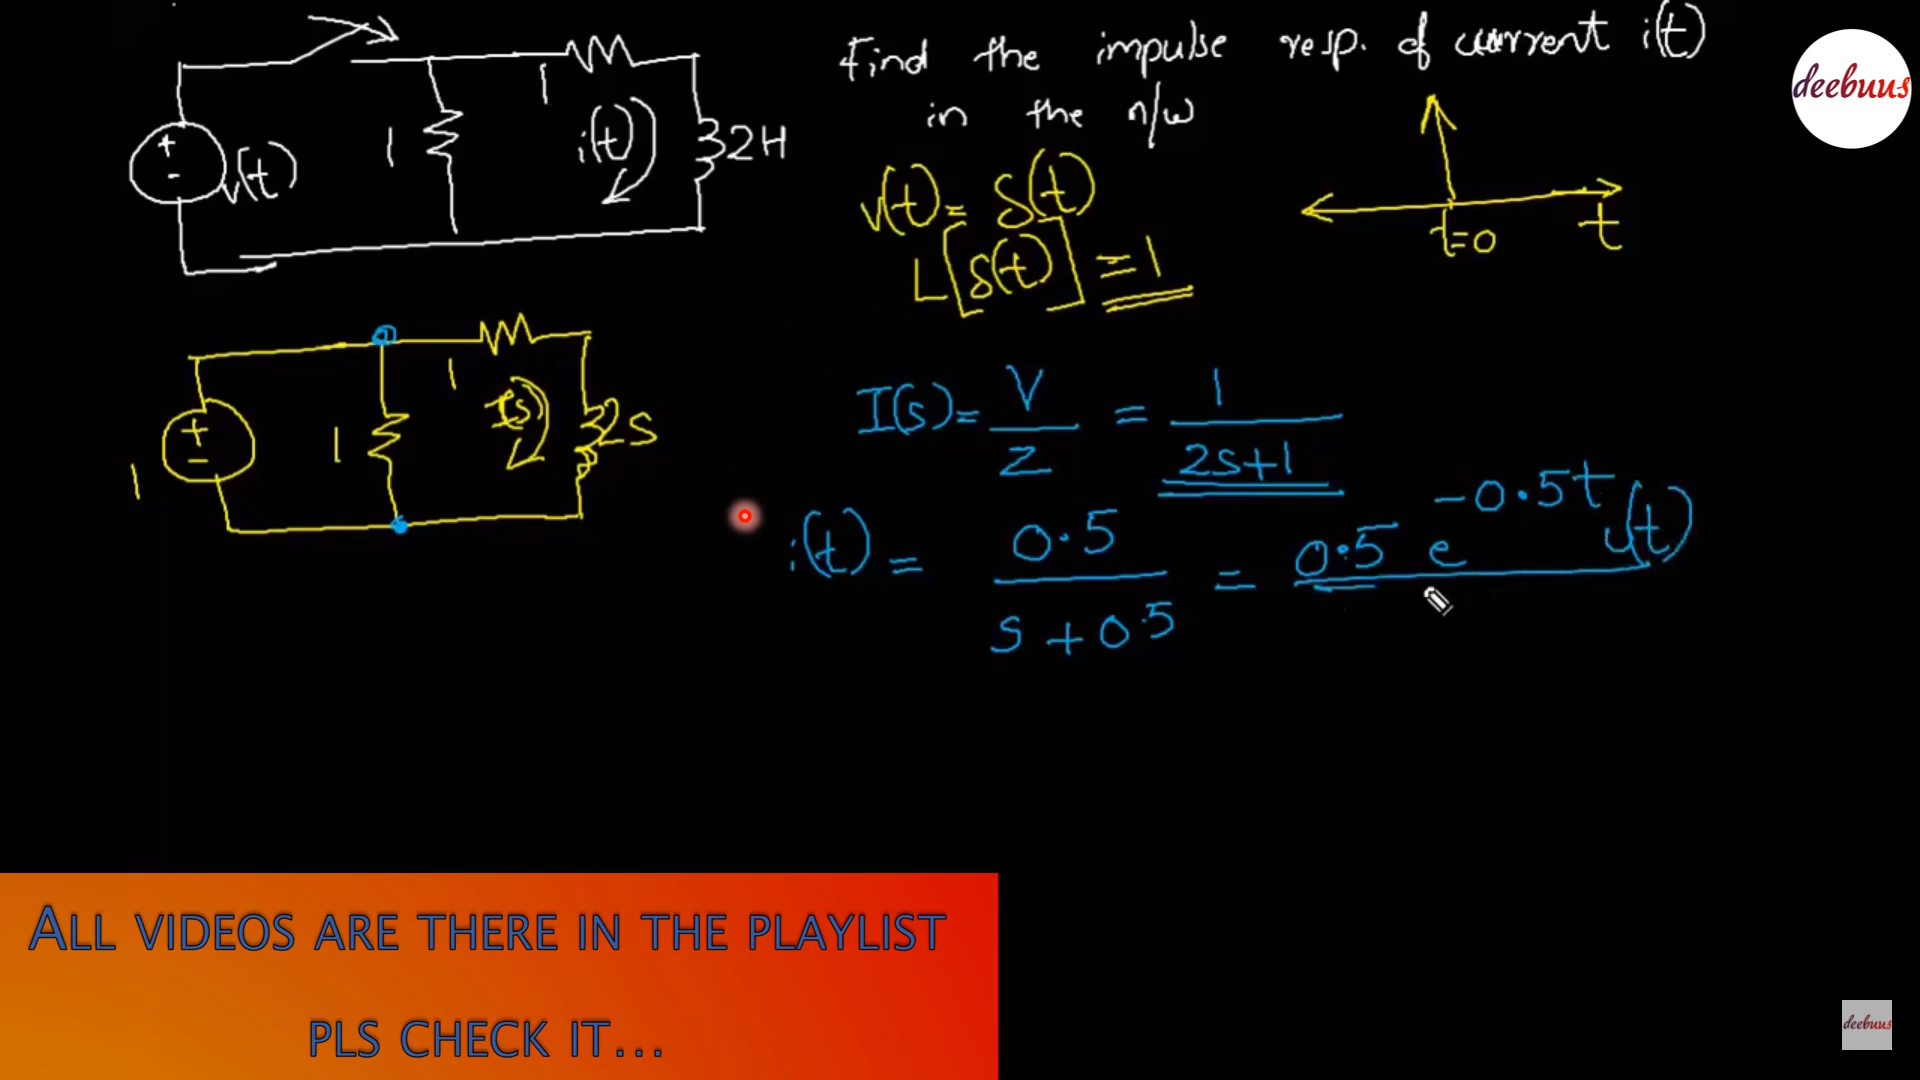 Find the impulse resp. of current i(t)
in the n/w
deebuus
1
i(t)
1
2H
+
-
v(t)
v(t) = δ(t)
L[δ(t)] = 1
t=0
t
1
I(s)
1
2s
+
-
1
I(s) = V/Z = 1/(2s+1)
i(t) = 0.5/(s + 0.5) = 0.5 e^(-0.5t) u(t)
ALL VIDEOS ARE THERE IN THE PLAYLIST
PLS CHECK IT...
deebuus